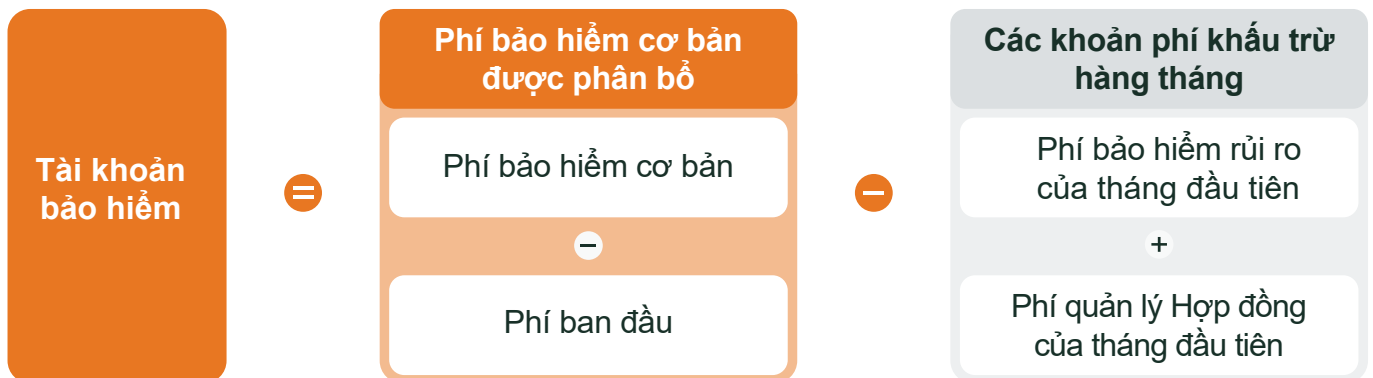 Tài khoản
bảo hiểm
=
Phí bảo hiểm cơ bản
được phân bổ
Phí bảo hiểm cơ bản
−
Phí ban đầu
−
Các khoản phí khấu trừ
hàng tháng
Phí bảo hiểm rủi ro
của tháng đầu tiên
+
Phí quản lý Hợp đồng
của tháng đầu tiên